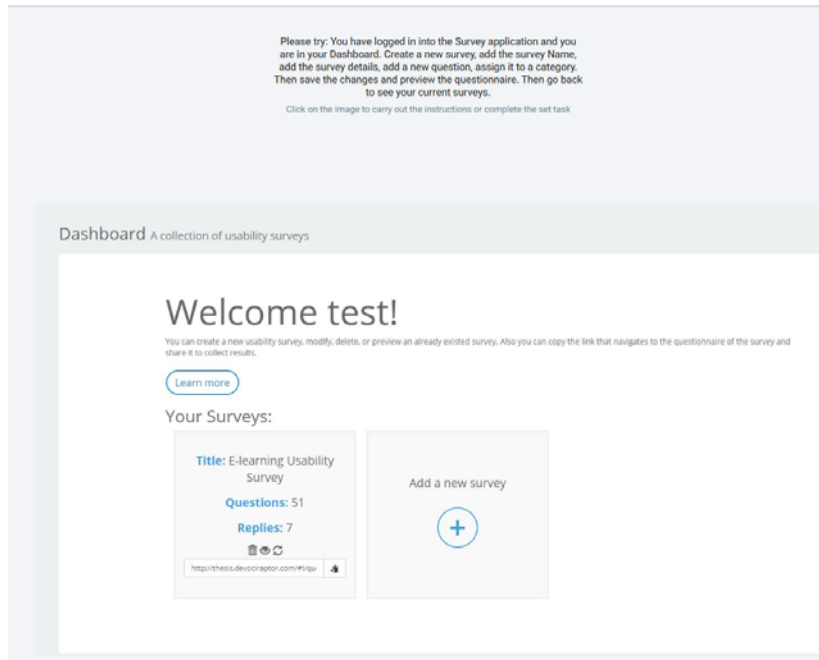 Please try: You have logged in into the Survey application and you
are in your Dashboard. Create a new survey, add the survey Name,
add the survey details, add a new question, assign it to a category.
Then save the changes and preview the questionnaire. Then go back
to see your current surveys.
Click on the image to carry out the instructions or complete the set task
Dashboard A collection of usability surveys
Welcome test!
You can create a new usability survey, modify, delete, or preview an already existed survey. Also you can copy the link that navigates to the questionnaire of the survey and
share it to collect results.
Learn more
Your Surveys:
Title: E-learning Usability
Survey
Questions: 51
Replies: 7
http://thesis.devociraptor.com/#!/qu
Add a new survey